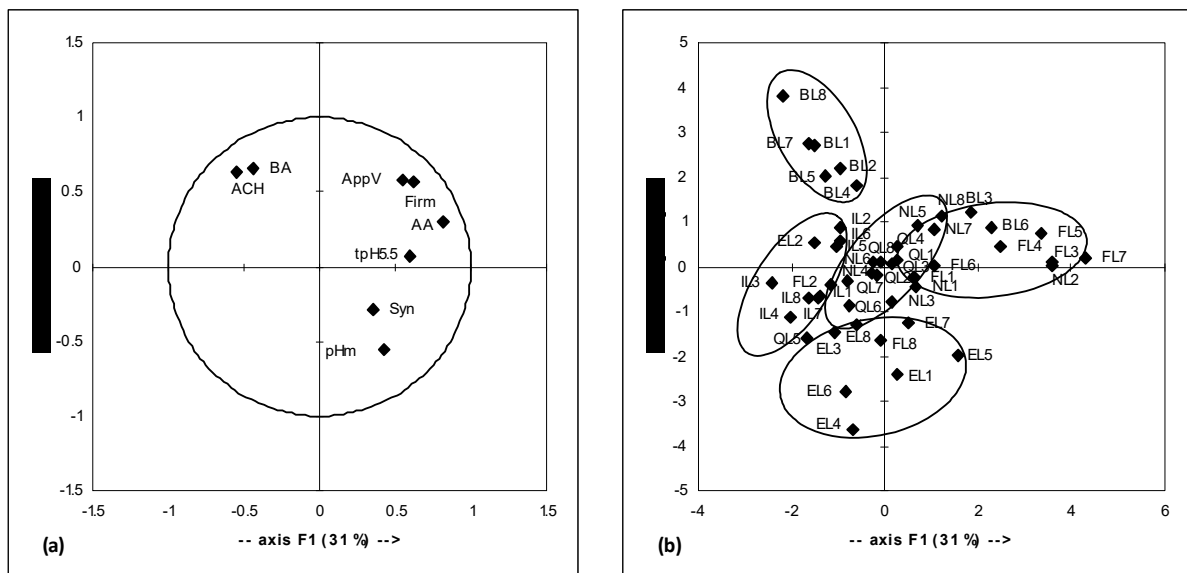 1.5
1
0.5
0
-0.5
-1
-1.5
-1.5 -1 -0.5 0 0.5 1 1.5
BA
ACH
AppV
Firm
AA
tpH5.5
Syn
pHm
(a)
-- axis F1 (31 %) -->
5
4
3
2
1
0
-1
-2
-3
-4
-5
-4 -2 0 2 4 6
BL8
BL7 BL1
BL2
BL5
BL4
NL8 BL3
IL2 NL5
EL2 IL6 QL4 NL7 BL6 FL5
IL5 QL8 FL4
NL6 QL1 FL3 FL7
FL6
IL3 NL4 QL3 NL2
FL2 QL2 FL1
IL8 IL1 QL7 NL1
IL4 IL7 QL6 NL3
QL5 EL7
EL3 EL8 FL8 EL5
EL1
EL6
EL4
(b)
-- axis F1 (31 %) -->